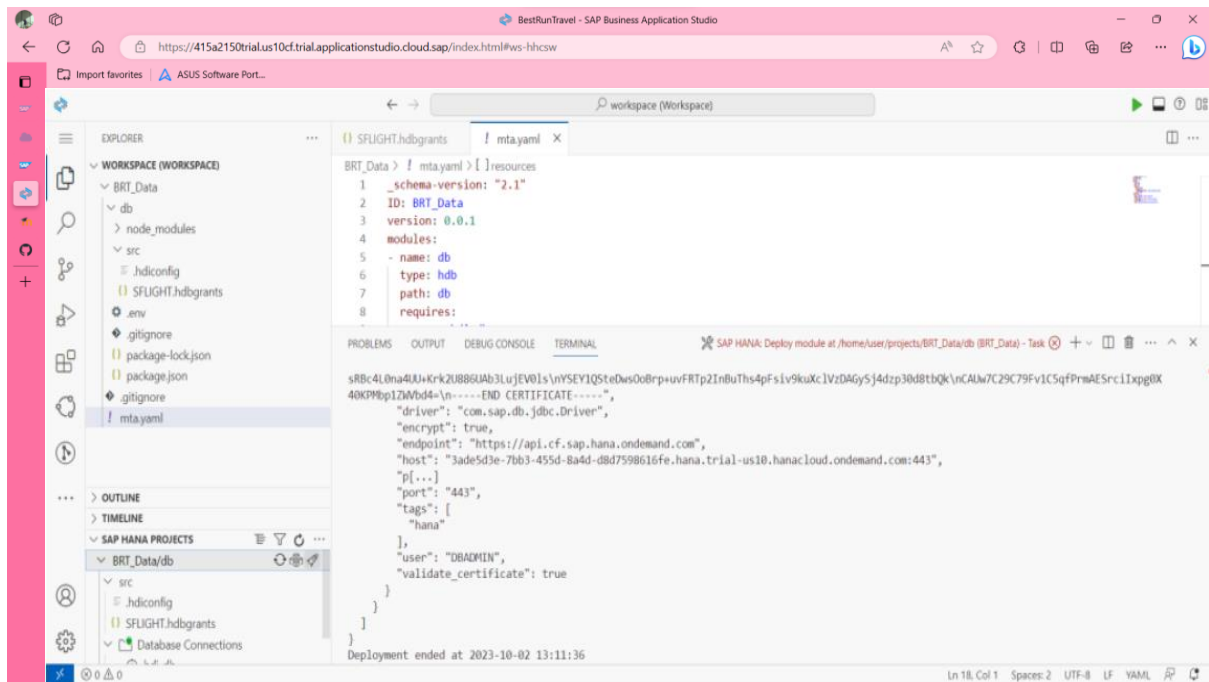 BestRunTravel - SAP Business Application Studio
https://415a2150trial.us10cf.trial.applicationstudio.cloud.sap/index.html#ws-hhcsw
Import favorites
ASUS Software Port...
workspace (Workspace)
EXPLORER
WORKSPACE (WORKSPACE)
BRT_Data
db
node_modules
src
.hdiconfig
SFLIGHT.hdbgrants
.env
.gitignore
package-lock.json
package.json
.gitignore
mta.yaml
OUTLINE
TIMELINE
SAP HANA PROJECTS
BRT_Data/db
src
.hdiconfig
SFLIGHT.hdbgrants
Database Connections
SFLIGHT.hdbgrants
mta.yaml
BRT_Data > mta.yaml > [ ] resources
1 _schema-version: "2.1"
2 ID: BRT_Data
3 version: 0.0.1
4 modules:
5 - name: db
6 type: hdb
7 path: db
8 requires:
PROBLEMS OUTPUT DEBUG CONSOLE TERMINAL
SAP HANA: Deploy module at /home/user/projects/BRT_Data/db (BRT_Data) - Task
-----END CERTIFICATE-----",
"driver": "com.sap.db.jdbc.Driver",
"encrypt": true,
"endpoint": "https://api.cf.sap.hana.ondemand.com",
"host": "3ade5d3e-7bb3-455d-8a4d-d8d7598616fe.hana.trial-us10.hanacloud.ondemand.com:443",
"p[...]
"port": "443",
"tags": [
"hana"
],
"user": "DBADMIN",
"validate_certificate": true
}
}
]
}
Deployment ended at 2023-10-02 13:11:36
0 0
Ln 18, Col 1 Spaces: 2 UTF-8 LF YAML